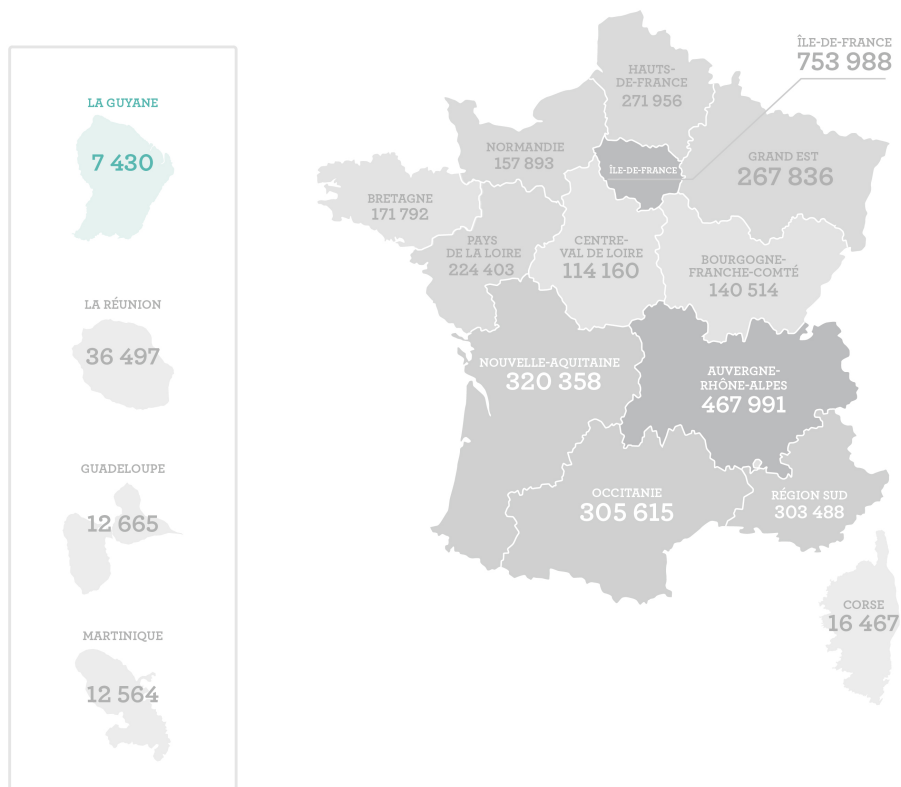 LA GUYANE
7 430
LA RÉUNION
36 497
GUADELOUPE
12 665
MARTINIQUE
12 564
ÎLE-DE-FRANCE
753 988
HAUTS-
DE-FRANCE
271 956
NORMANDIE
157 893
ÎLE-DE-FRANCE
GRAND EST
267 836
BRETAGNE
171 792
PAYS
DE LA LOIRE
224 403
CENTRE-
VAL DE LOIRE
114 160
BOURGOGNE-
FRANCHE-COMTÉ
140 514
NOUVELLE-AQUITAINE
320 358
AUVERGNE-
RHÔNE-ALPES
467 991
OCCITANIE
305 615
RÉGION SUD
303 488
CORSE
16 467